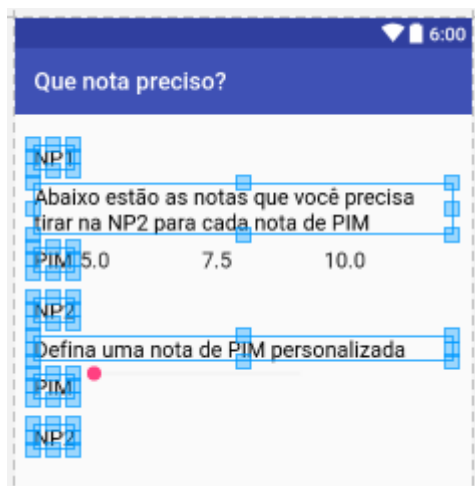 6:00
Que nota preciso?
NP1
Abaixo estão as notas que você precisa
tirar na NP2 para cada nota de PIM
PIM 5.0 7.5 10.0
NP2
Defina uma nota de PIM personalizada
PIM
NP2